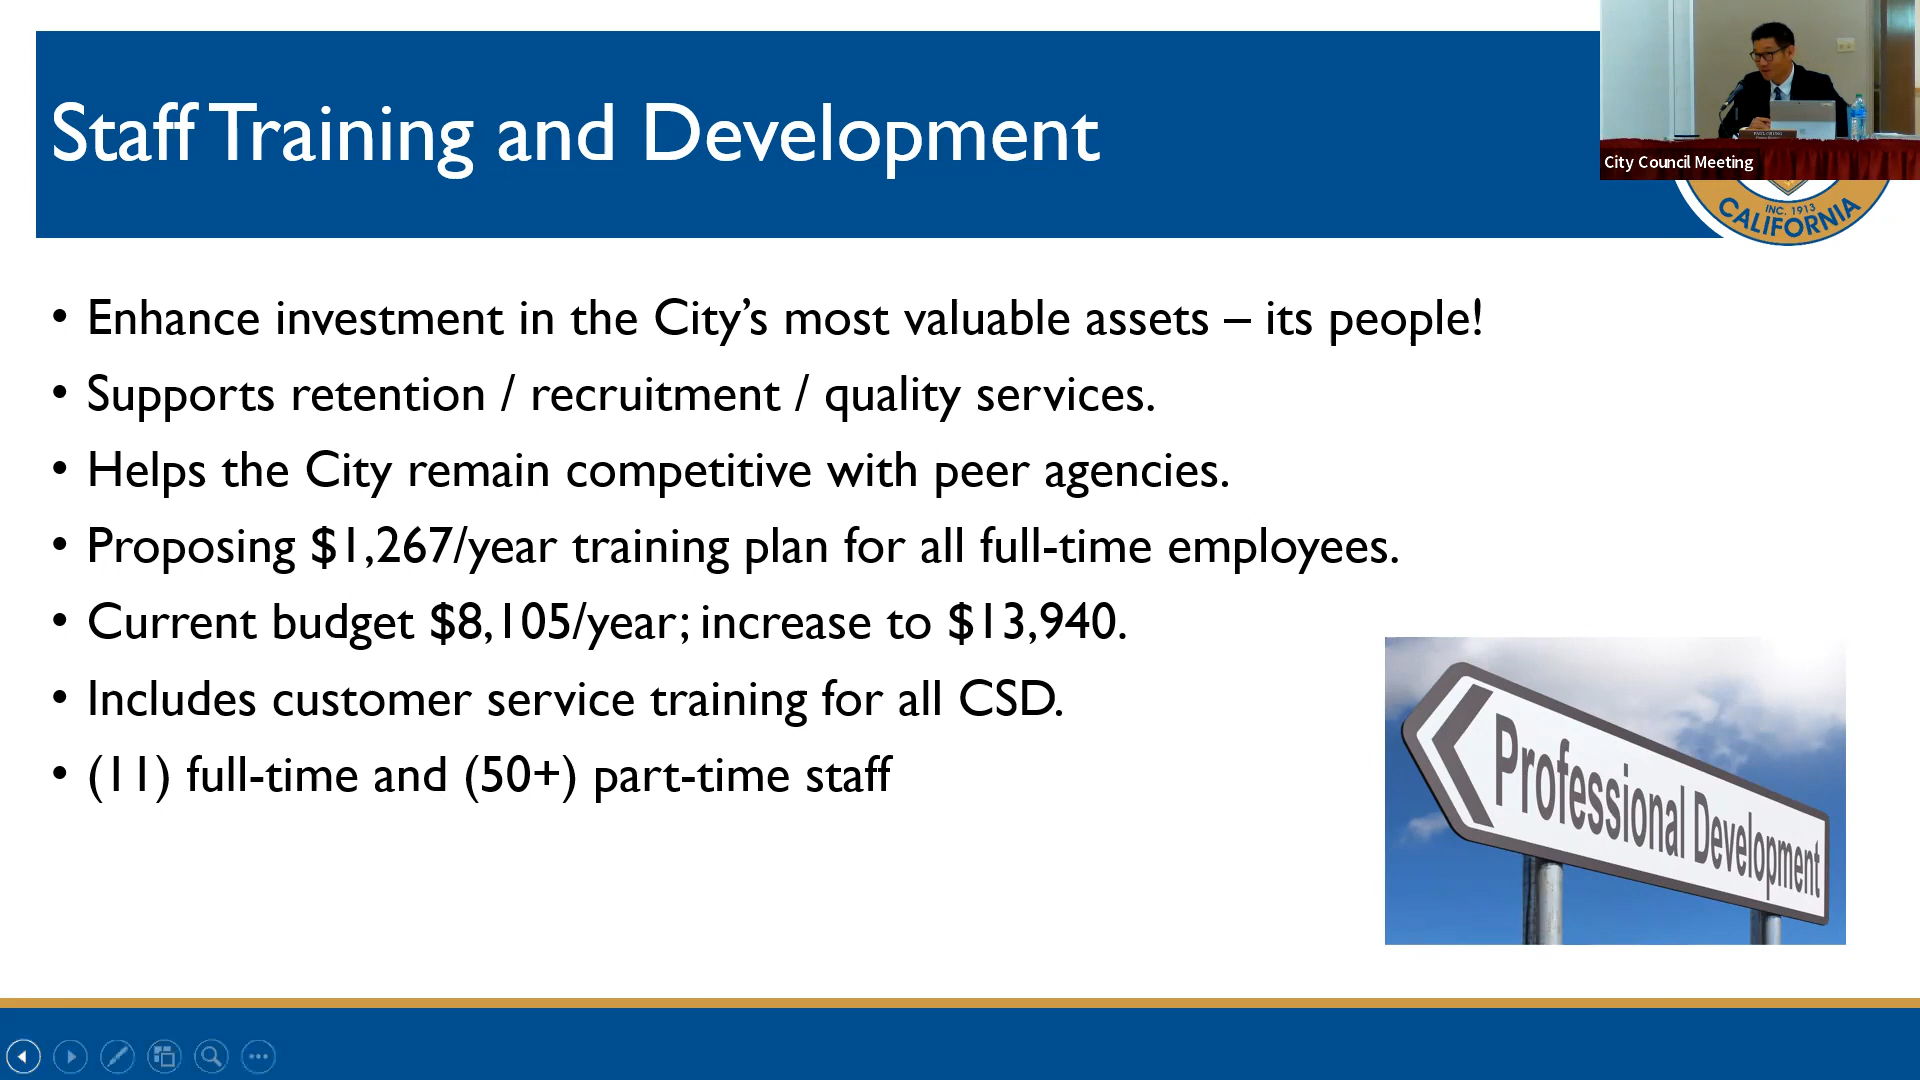 Staff Training and Development
City Council Meeting
INC. 1913
CALIFORNIA
• Enhance investment in the City’s most valuable assets – its people!
• Supports retention / recruitment / quality services.
• Helps the City remain competitive with peer agencies.
• Proposing $1,267/year training plan for all full-time employees.
• Current budget $8,105/year; increase to $13,940.
• Includes customer service training for all CSD.
• (11) full-time and (50+) part-time staff
Professional Development